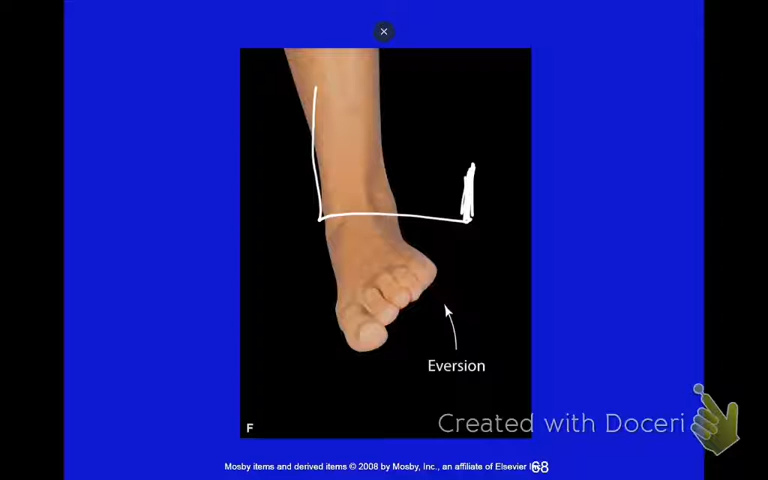 Eversion
F
Created with Doceri
Mosby items and derived items © 2008 by Mosby, Inc., an affiliate of Elsevier
68